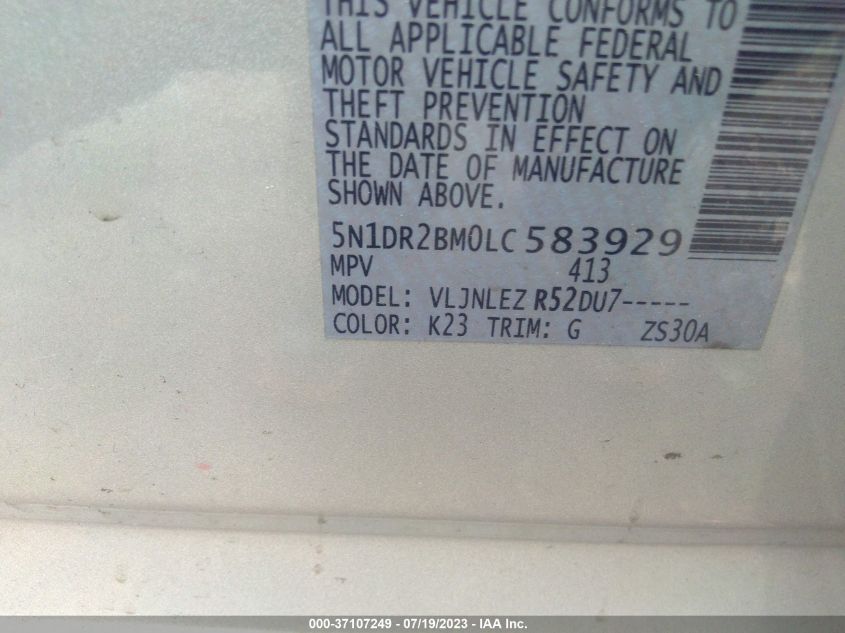 THIS VEHICLE CONFORMS TO
ALL APPLICABLE FEDERAL
MOTOR VEHICLE SAFETY AND
THEFT PREVENTION
STANDARDS IN EFFECT ON
THE DATE OF MANUFACTURE
SHOWN ABOVE.
5N1DR2BM0LC583929
MPV 413
MODEL: VLJNLEZ R52DU7-----
COLOR: K23 TRIM: G ZS30A
000-37107249 - 07/19/2023 - IAA Inc.